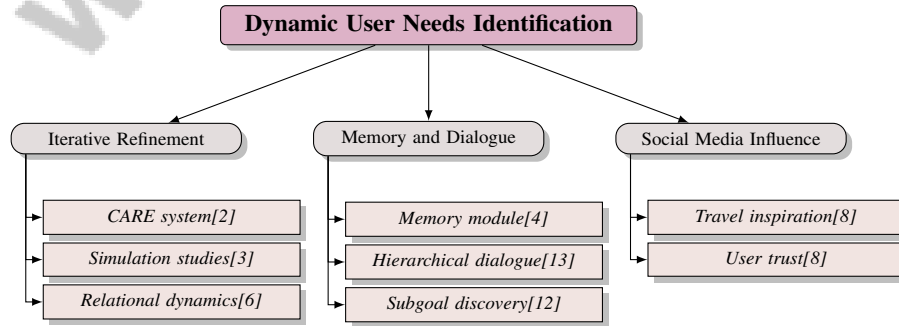 Dynamic User Needs Identification
Iterative Refinement
CARE system[2]
Simulation studies[3]
Relational dynamics[6]
Memory and Dialogue
Memory module[4]
Hierarchical dialogue[13]
Subgoal discovery[12]
Social Media Influence
Travel inspiration[8]
User trust[8]